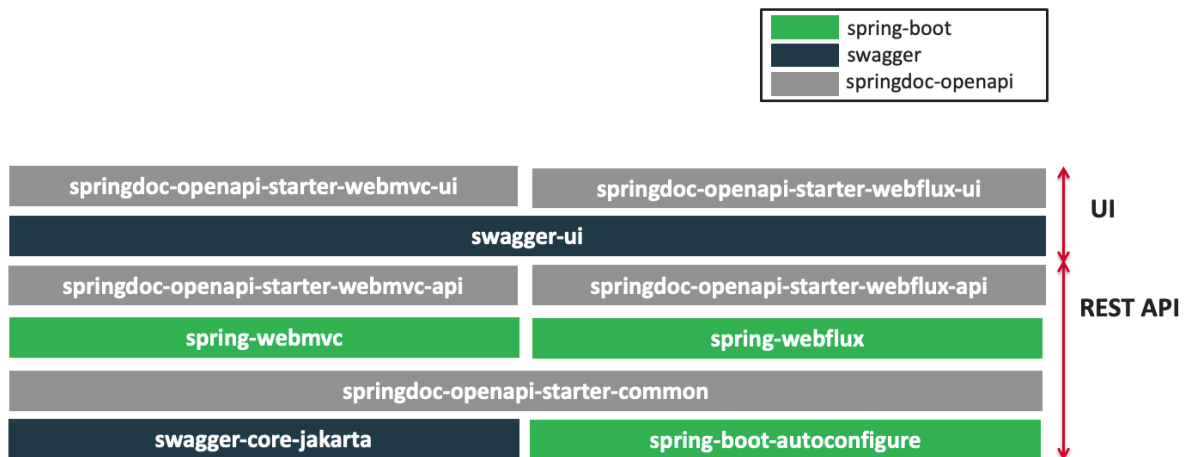 spring-boot
swagger
springdoc-openapi
springdoc-openapi-starter-webmvc-ui
springdoc-openapi-starter-webflux-ui
UI
swagger-ui
springdoc-openapi-starter-webmvc-api
springdoc-openapi-starter-webflux-api
REST API
spring-webmvc
spring-webflux
springdoc-openapi-starter-common
swagger-core-jakarta
spring-boot-autoconfigure